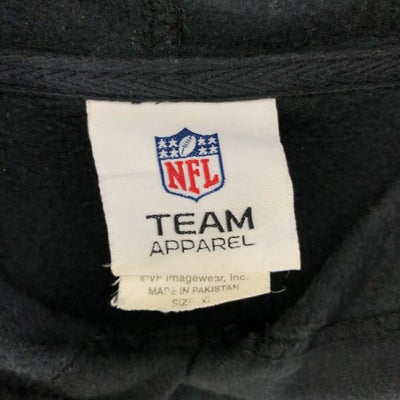 NFL
TEAM
APPAREL
©VF Imagewear, Inc.
MADE IN PAKISTAN
SIZE XL